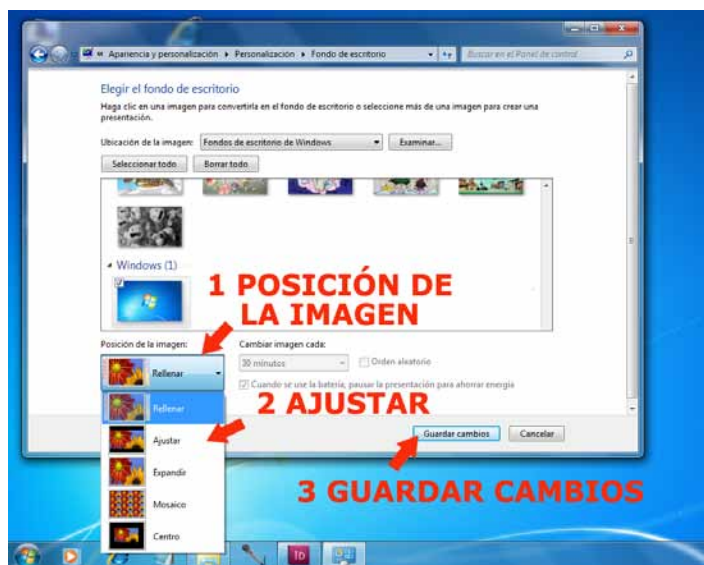 Apariencia y personalización ▸ Personalización ▸ Fondo de escritorio
Buscar en el Panel de control
Elegir el fondo de escritorio
Haga clic en una imagen para convertirla en el fondo de escritorio o seleccione más de una imagen para crear una
presentación.
Ubicación de la imagen: Fondos de escritorio de Windows Examinar...
Seleccionar todo Borrar todo
Windows (1)
1 POSICIÓN DE
LA IMAGEN
Posición de la imagen: Cambiar imagen cada:
Rellenar 30 minutos Orden aleatorio
Cuando se use la batería, pausar la presentación para ahorrar energía
Rellenar
2 AJUSTAR
Ajustar
Guardar cambios Cancelar
Expandir
3 GUARDAR CAMBIOS
Mosaico
Centro
ID